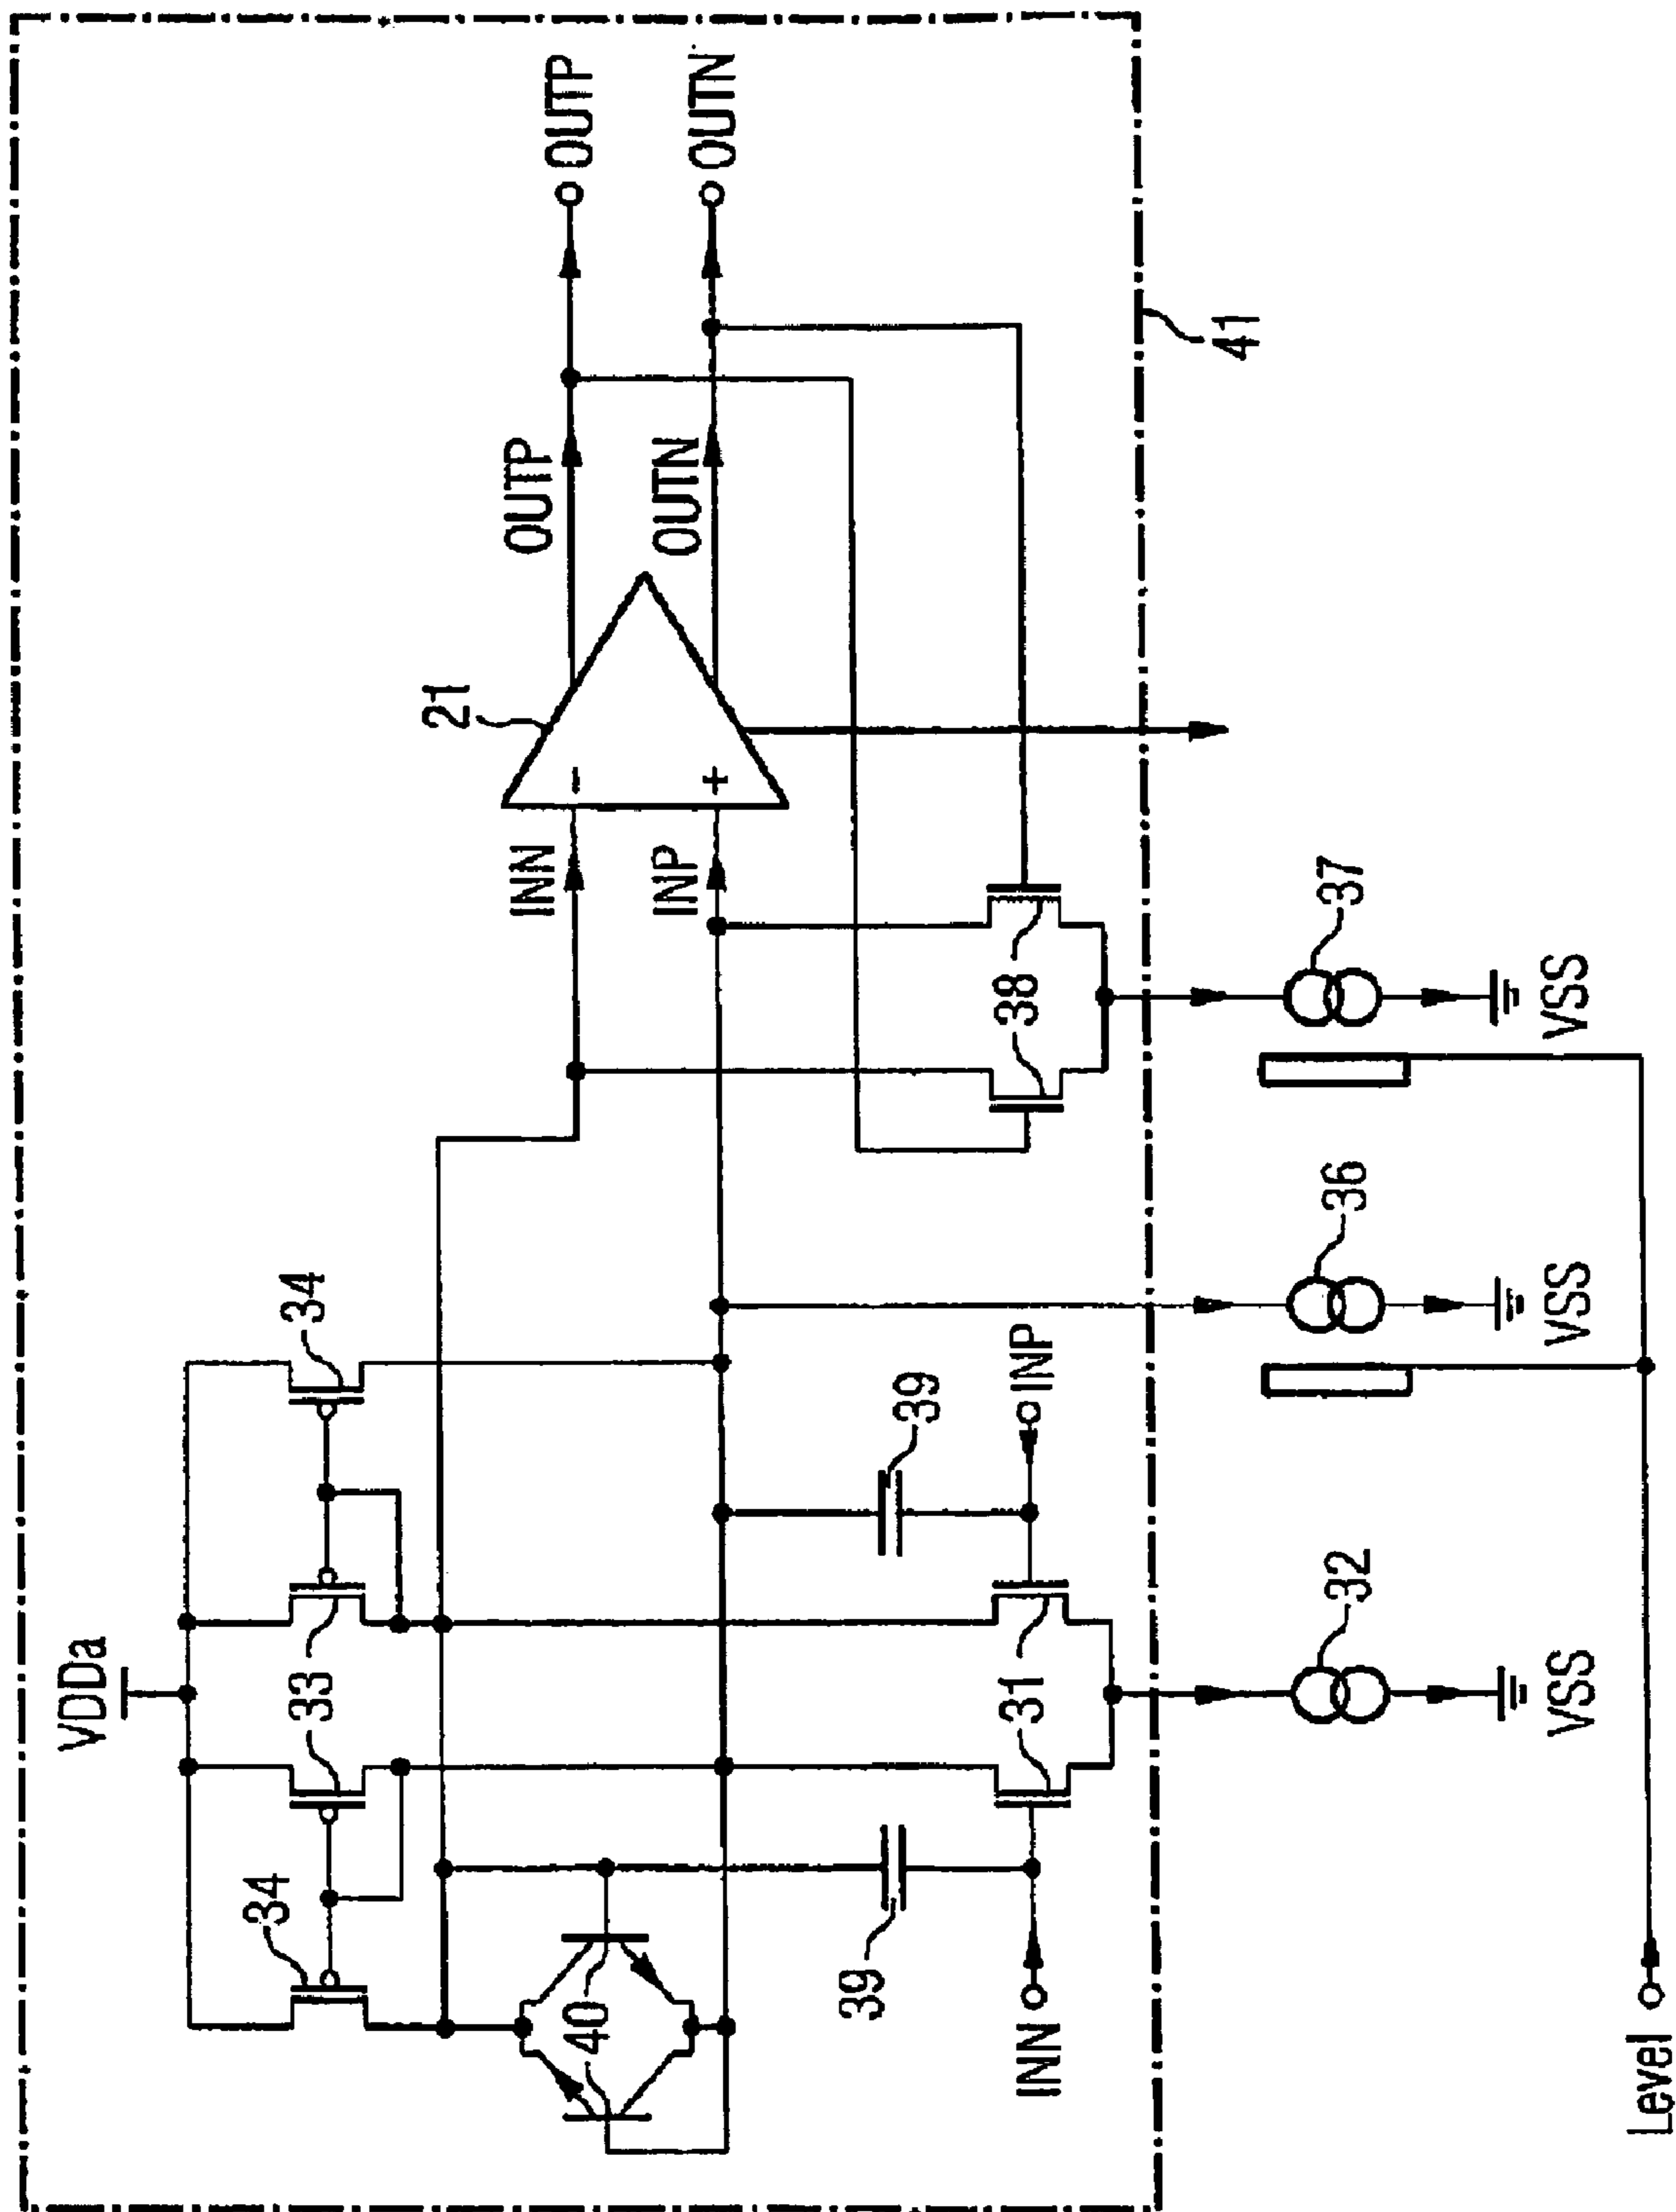 VDDa
34
33
34
21
INN
OUTP
OUTP
40
INP
OUTN
OUTN
39
39
31
38
INN
INP
41
32
36
37
VSS
VSS
VSS
Level